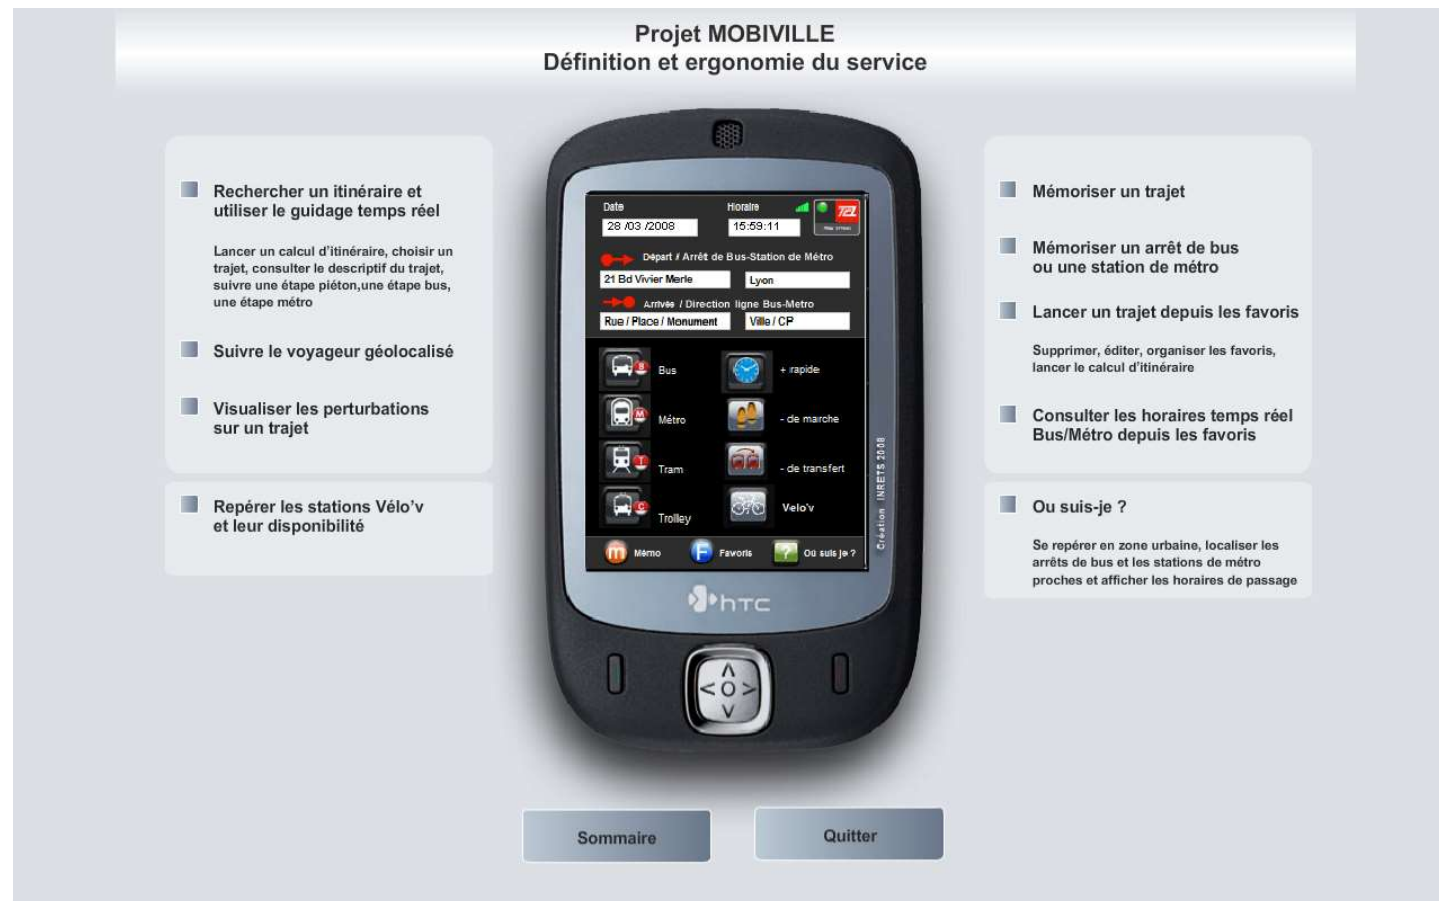 Projet MOBIVILLE
Définition et ergonomie du service
Rechercher un itinéraire et
utiliser le guidage temps réel
Lancer un calcul d'itinéraire, choisir un
trajet, consulter le descriptif du trajet,
suivre une étape piéton,une étape bus,
une étape métro
Suivre le voyageur géolocalisé
Visualiser les perturbations
sur un trajet
Repérer les stations Vélo'v
et leur disponibilité
Date
Horaire
28 /03 /2008
15:59:11
TCL
Départ / Arrêt de Bus-Station de Métro
21 Bd Vivier Merle
Lyon
Arrivée / Direction ligne Bus-Metro
Rue / Place / Monument
Ville / CP
B
Bus
+ rapide
M
Métro
- de marche
T
Tram
- de transfert
C
Trolley
Velo'v
m
Mémo
F
Favoris
?
Où suis je ?
Création INRETS 2008
htc
Mémoriser un trajet
Mémoriser un arrêt de bus
ou une station de métro
Lancer un trajet depuis les favoris
Supprimer, éditer, organiser les favoris,
lancer le calcul d'itinéraire
Consulter les horaires temps réel
Bus/Métro depuis les favoris
Ou suis-je ?
Se repérer en zone urbaine, localiser les
arrêts de bus et les stations de métro
proches et afficher les horaires de passage
Sommaire
Quitter